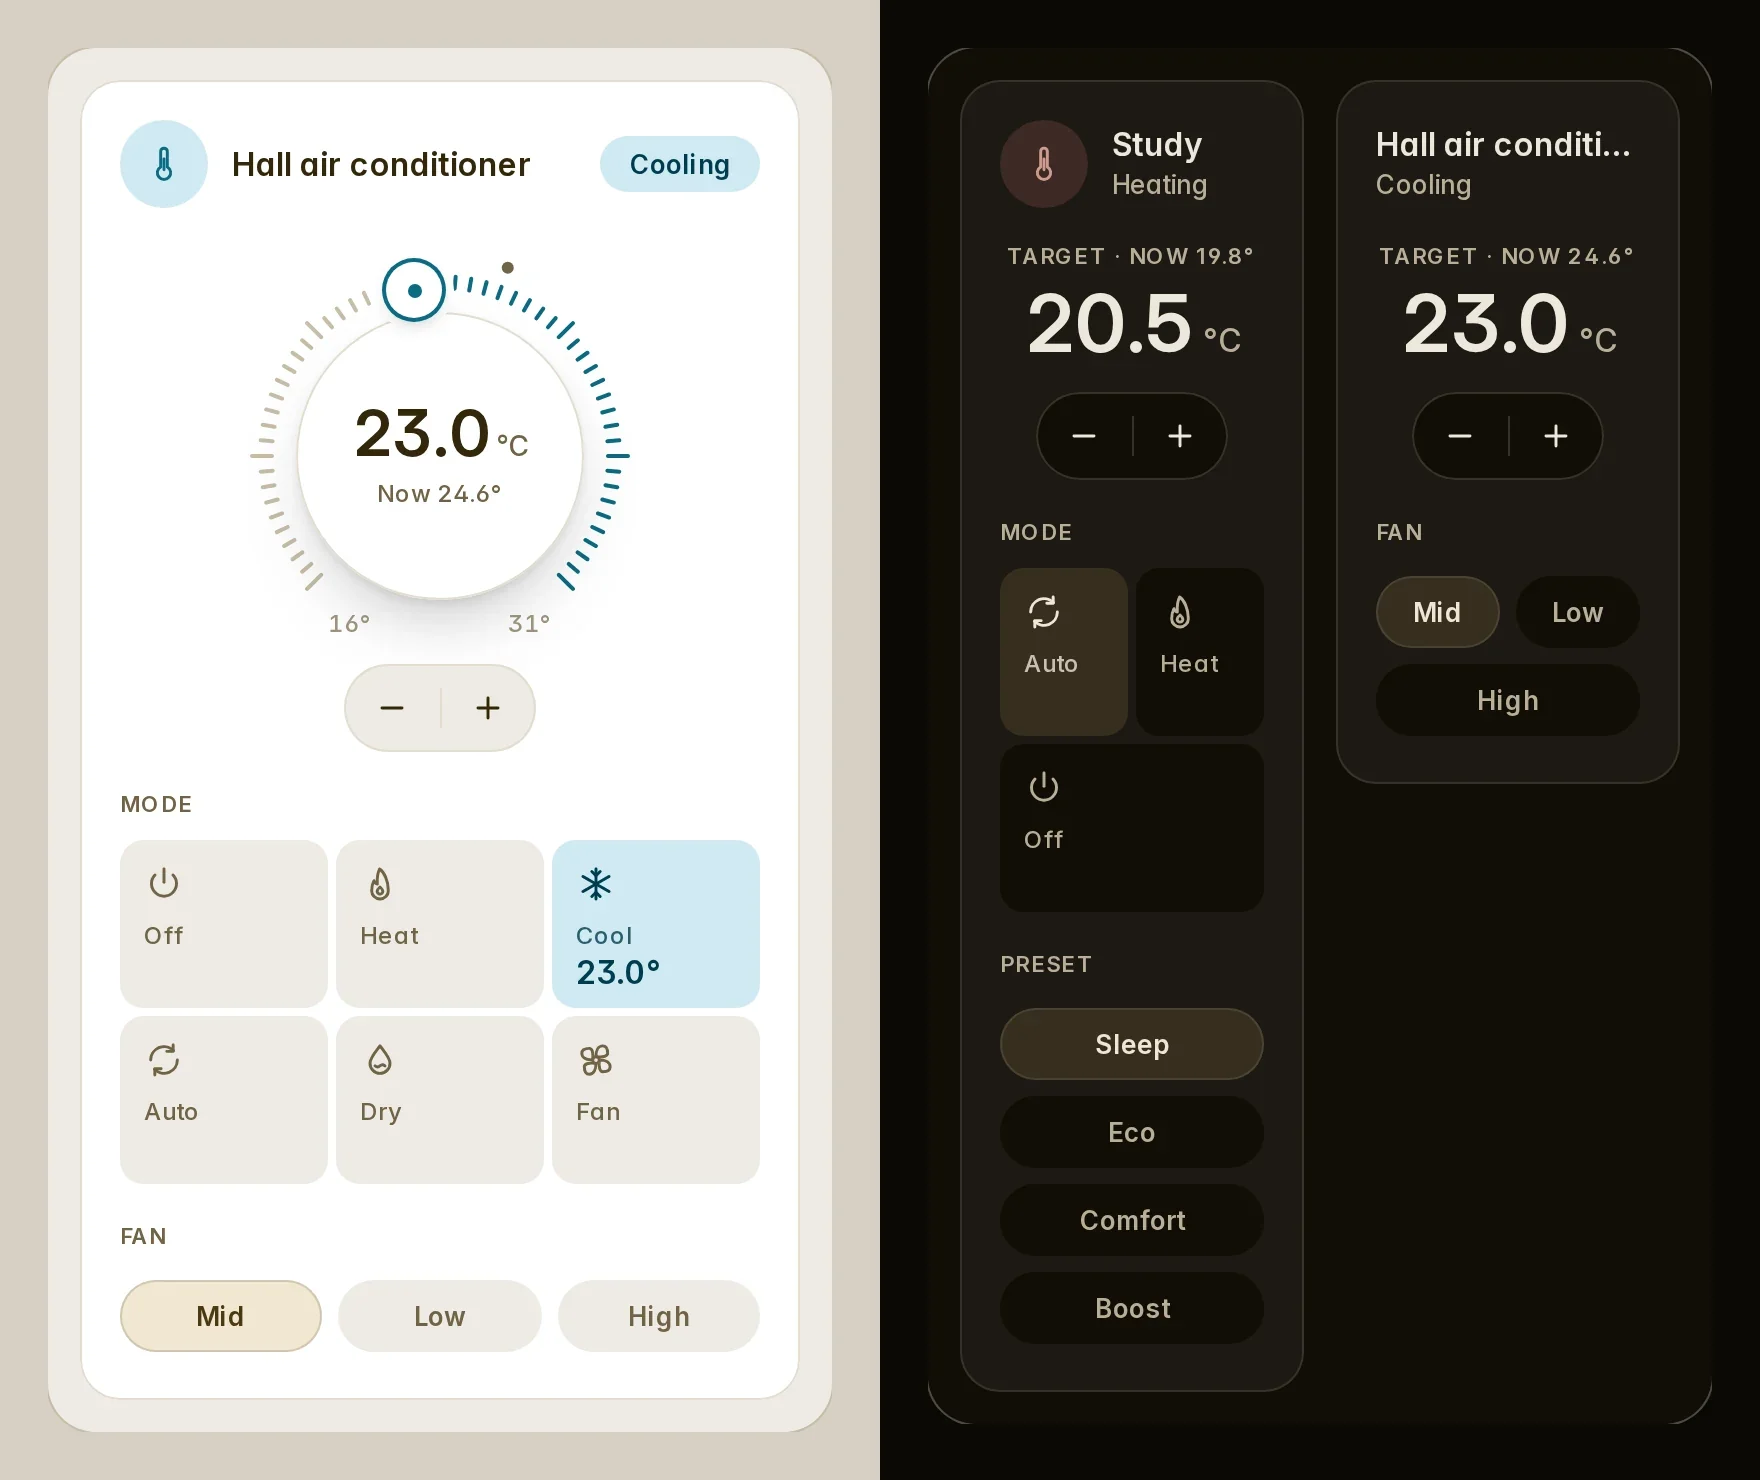 Hall air conditioner
Cooling
23.0 °C
Now 24.6°
16°
31°
MODE
Off
Heat
Cool
23.0°
Auto
Dry
Fan
FAN
Mid
Low
High
Study
Heating
TARGET · NOW 19.8°
20.5 °C
MODE
Auto
Heat
Off
PRESET
Sleep
Eco
Comfort
Boost
Hall air conditi...
Cooling
TARGET · NOW 24.6°
23.0 °C
FAN
Mid
Low
High